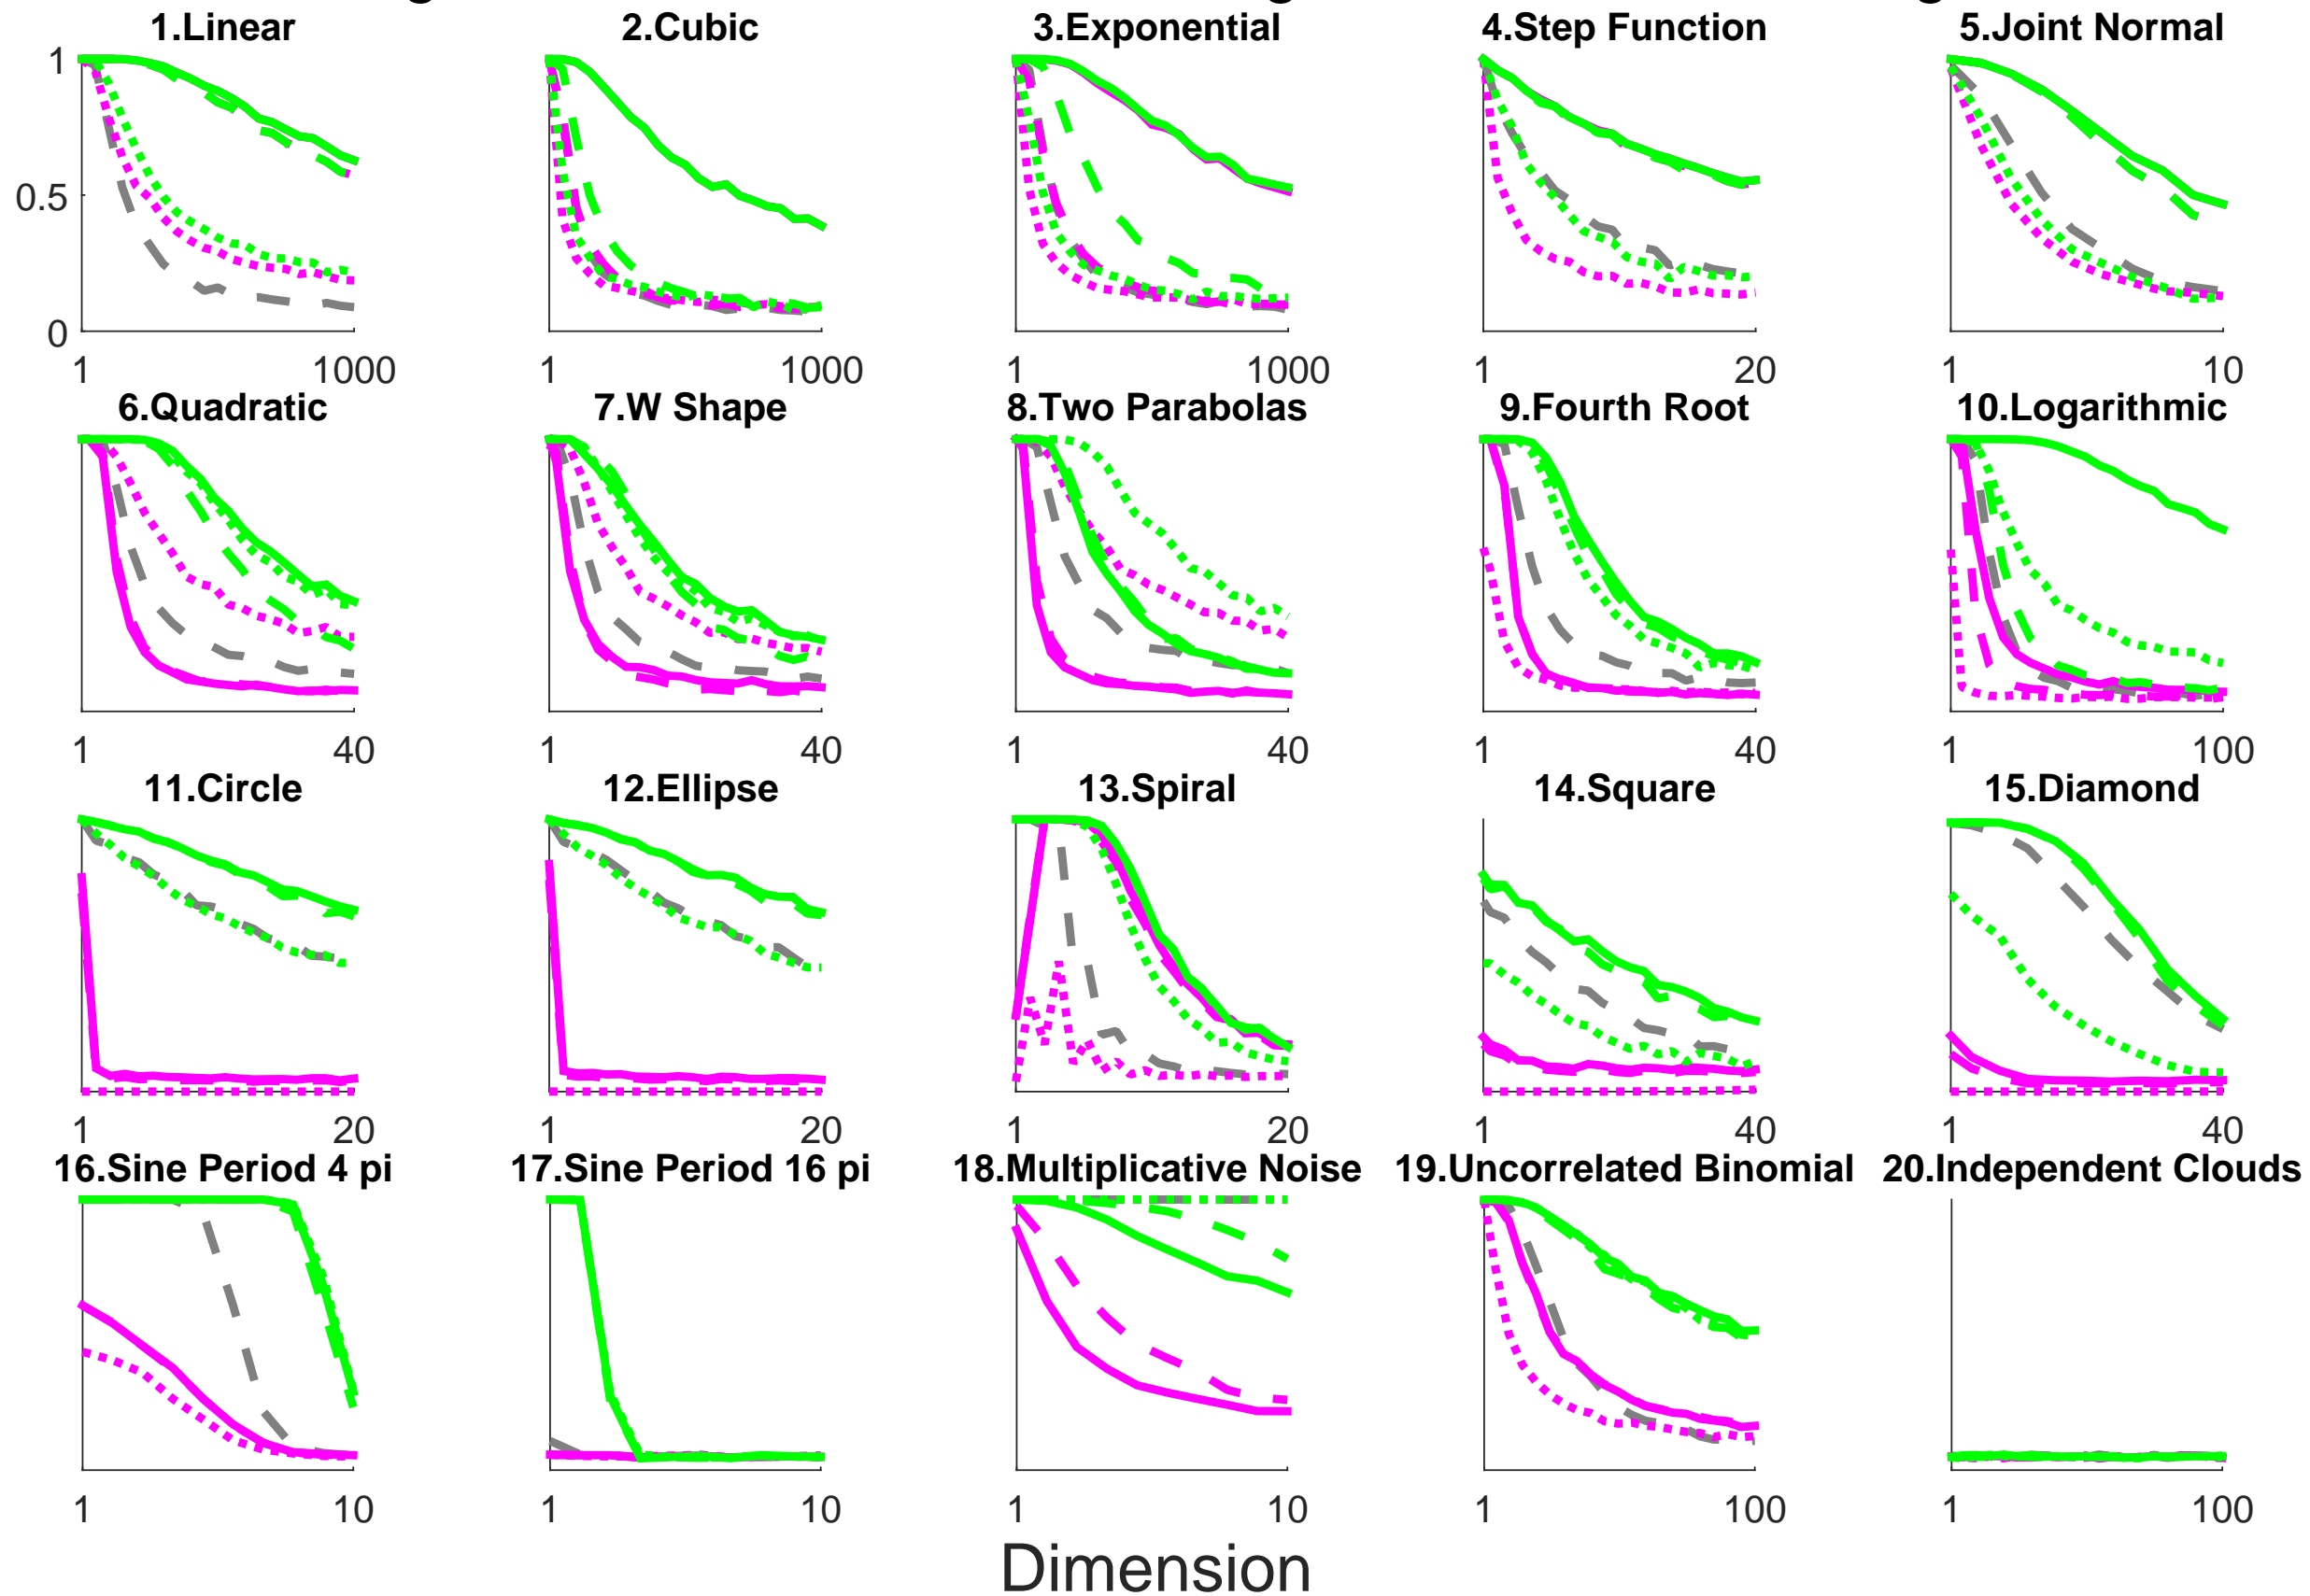 1.Linear 2.Cubic 3.Exponential 4.Step Function 5.Joint Normal
1
0.5
0
1 1000 1 1000 1 1000 1 20 1 10
6.Quadratic 7.W Shape 8.Two Parabolas 9.Fourth Root 10.Logarithmic
1 40 1 40 1 40 1 40 1 100
11.Circle 12.Ellipse 13.Spiral 14.Square 15.Diamond
1 20 1 20 1 20 1 40 1 40
16.Sine Period 4 pi 17.Sine Period 16 pi 18.Multiplicative Noise 19.Uncorrelated Binomial 20.Independent Clouds
1 10 1 10 1 10 1 100 1 100
Dimension